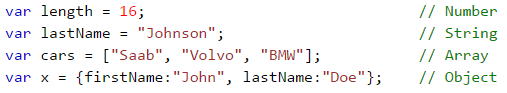 var length = 16; // Number
var lastName = "Johnson"; // String
var cars = ["Saab", "Volvo", "BMW"]; // Array
var x = {firstName:"John", lastName:"Doe"}; // Object